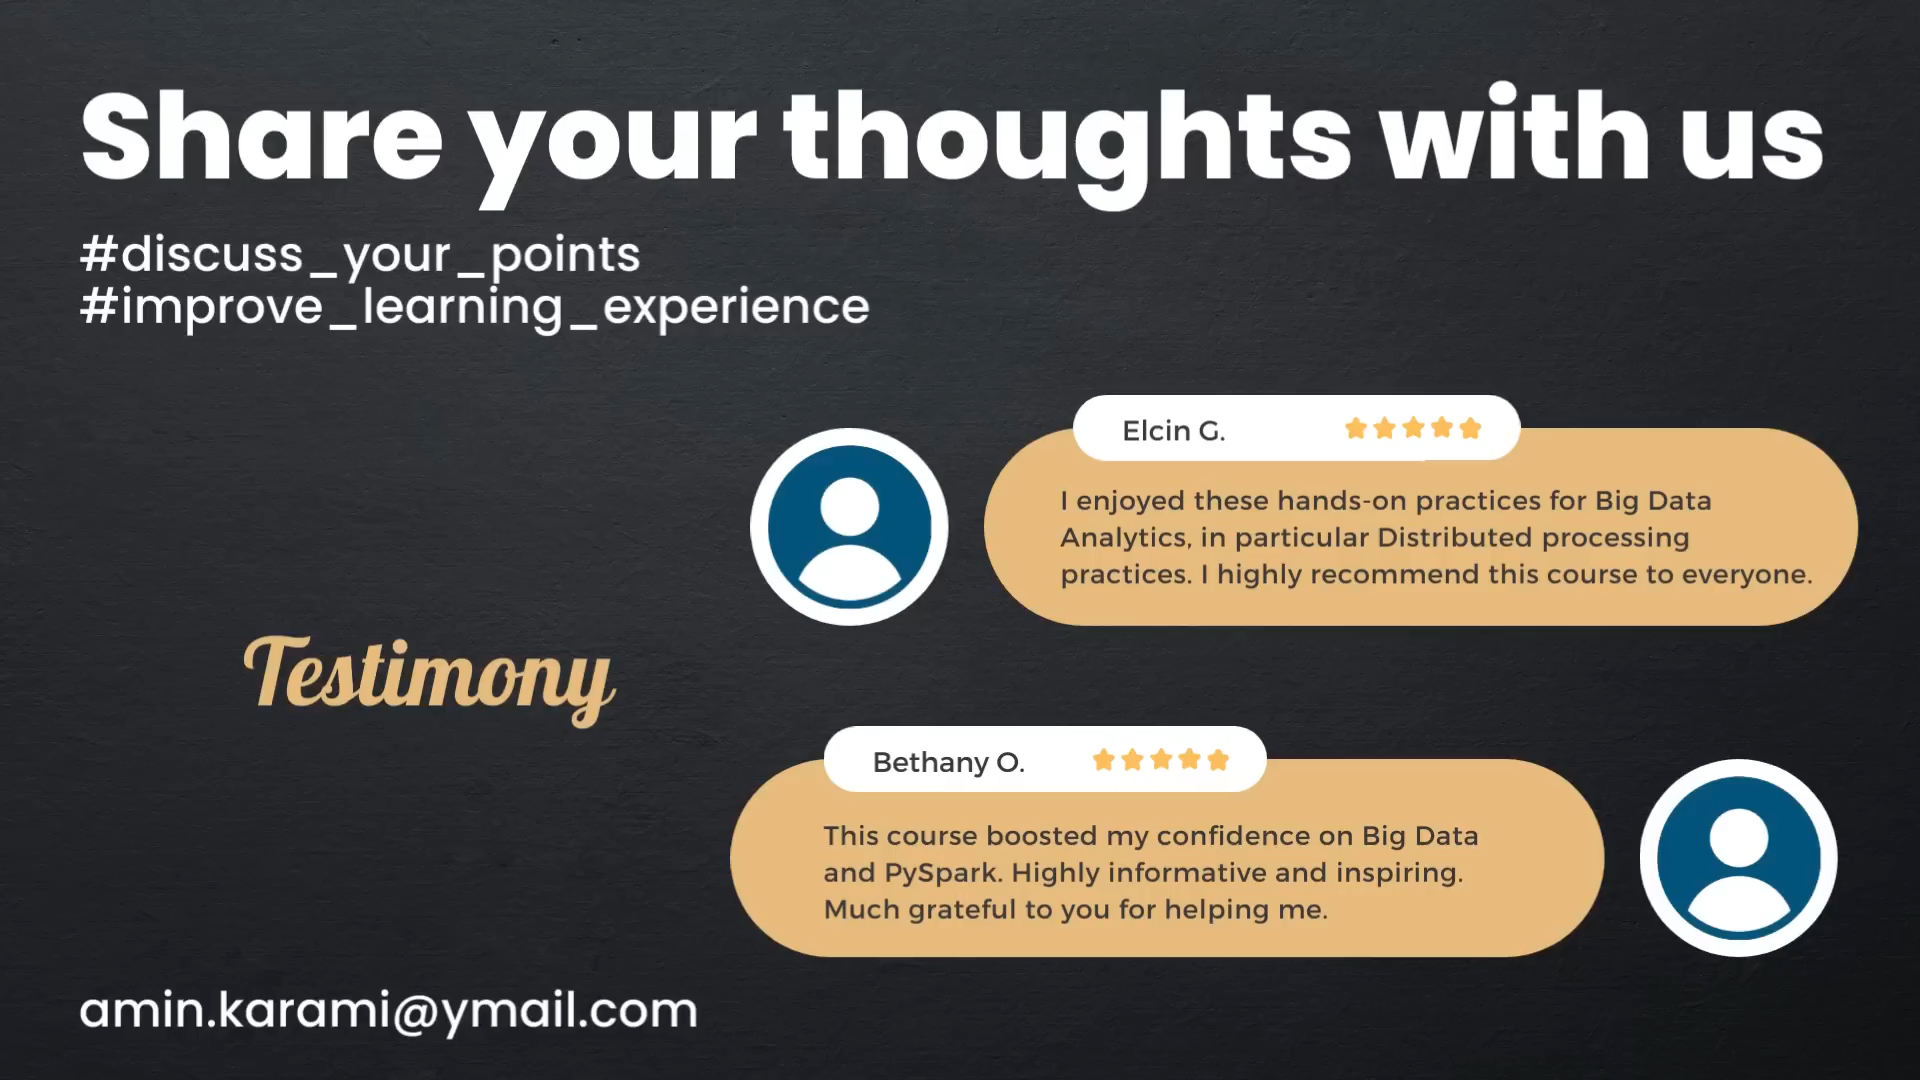 Share your thoughts with us
#discuss_your_points
#improve_learning_experience
Elcin G.
I enjoyed these hands-on practices for Big Data
Analytics, in particular Distributed processing
practices. I highly recommend this course to everyone.
Testimony
Bethany O.
This course boosted my confidence on Big Data
and PySpark. Highly informative and inspiring.
Much grateful to you for helping me.
amin.karami@ymail.com